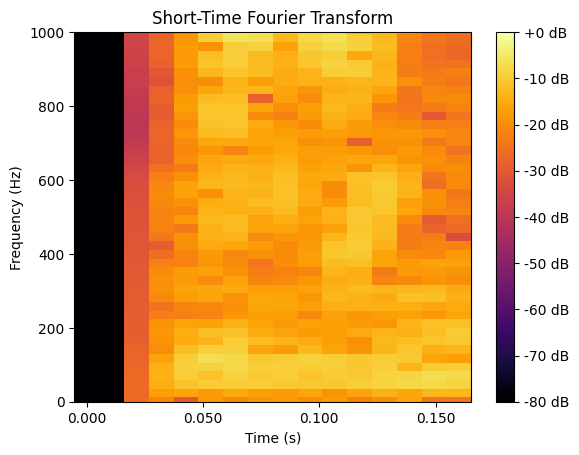 Short-Time Fourier Transform
Frequency (Hz)
1000
800
600
400
200
0
0.000
0.050
0.100
0.150
Time (s)
+0 dB
-10 dB
-20 dB
-30 dB
-40 dB
-50 dB
-60 dB
-70 dB
-80 dB